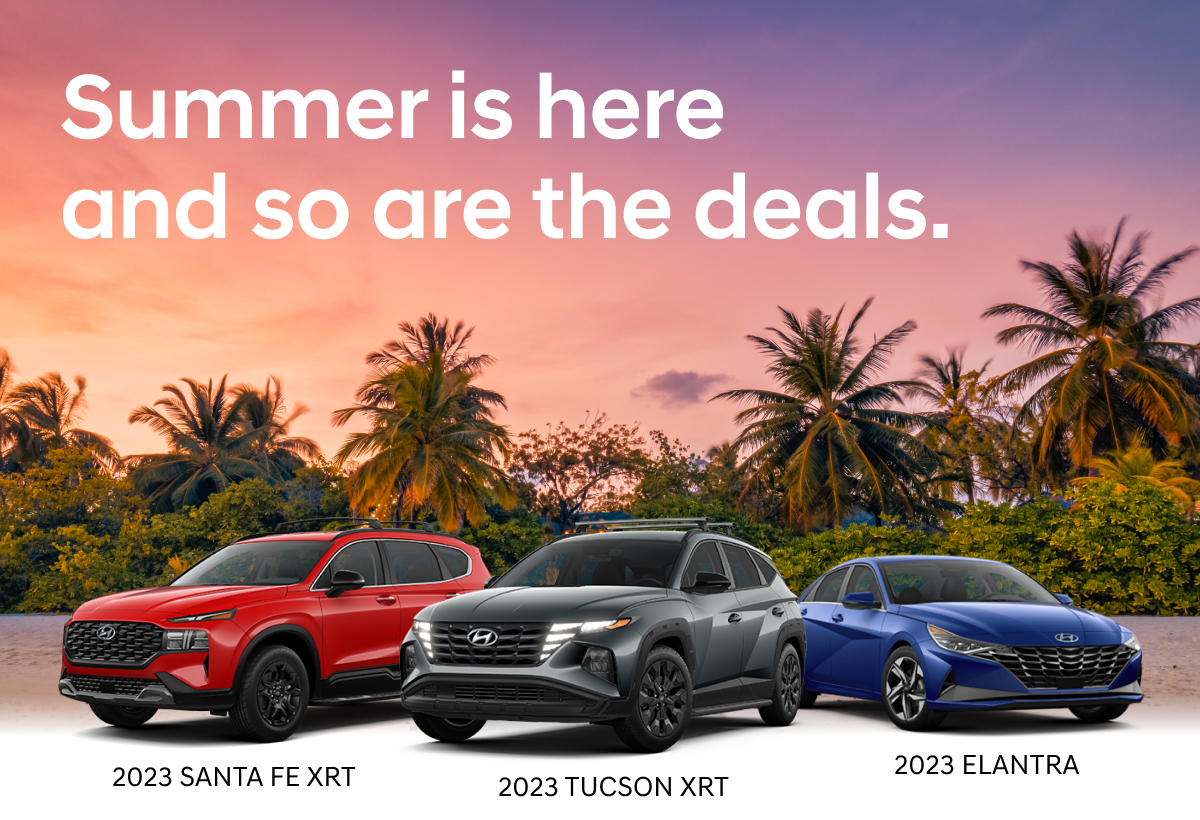 Summer is here
and so are the deals.
2023 SANTA FE XRT
2023 TUCSON XRT
2023 ELANTRA